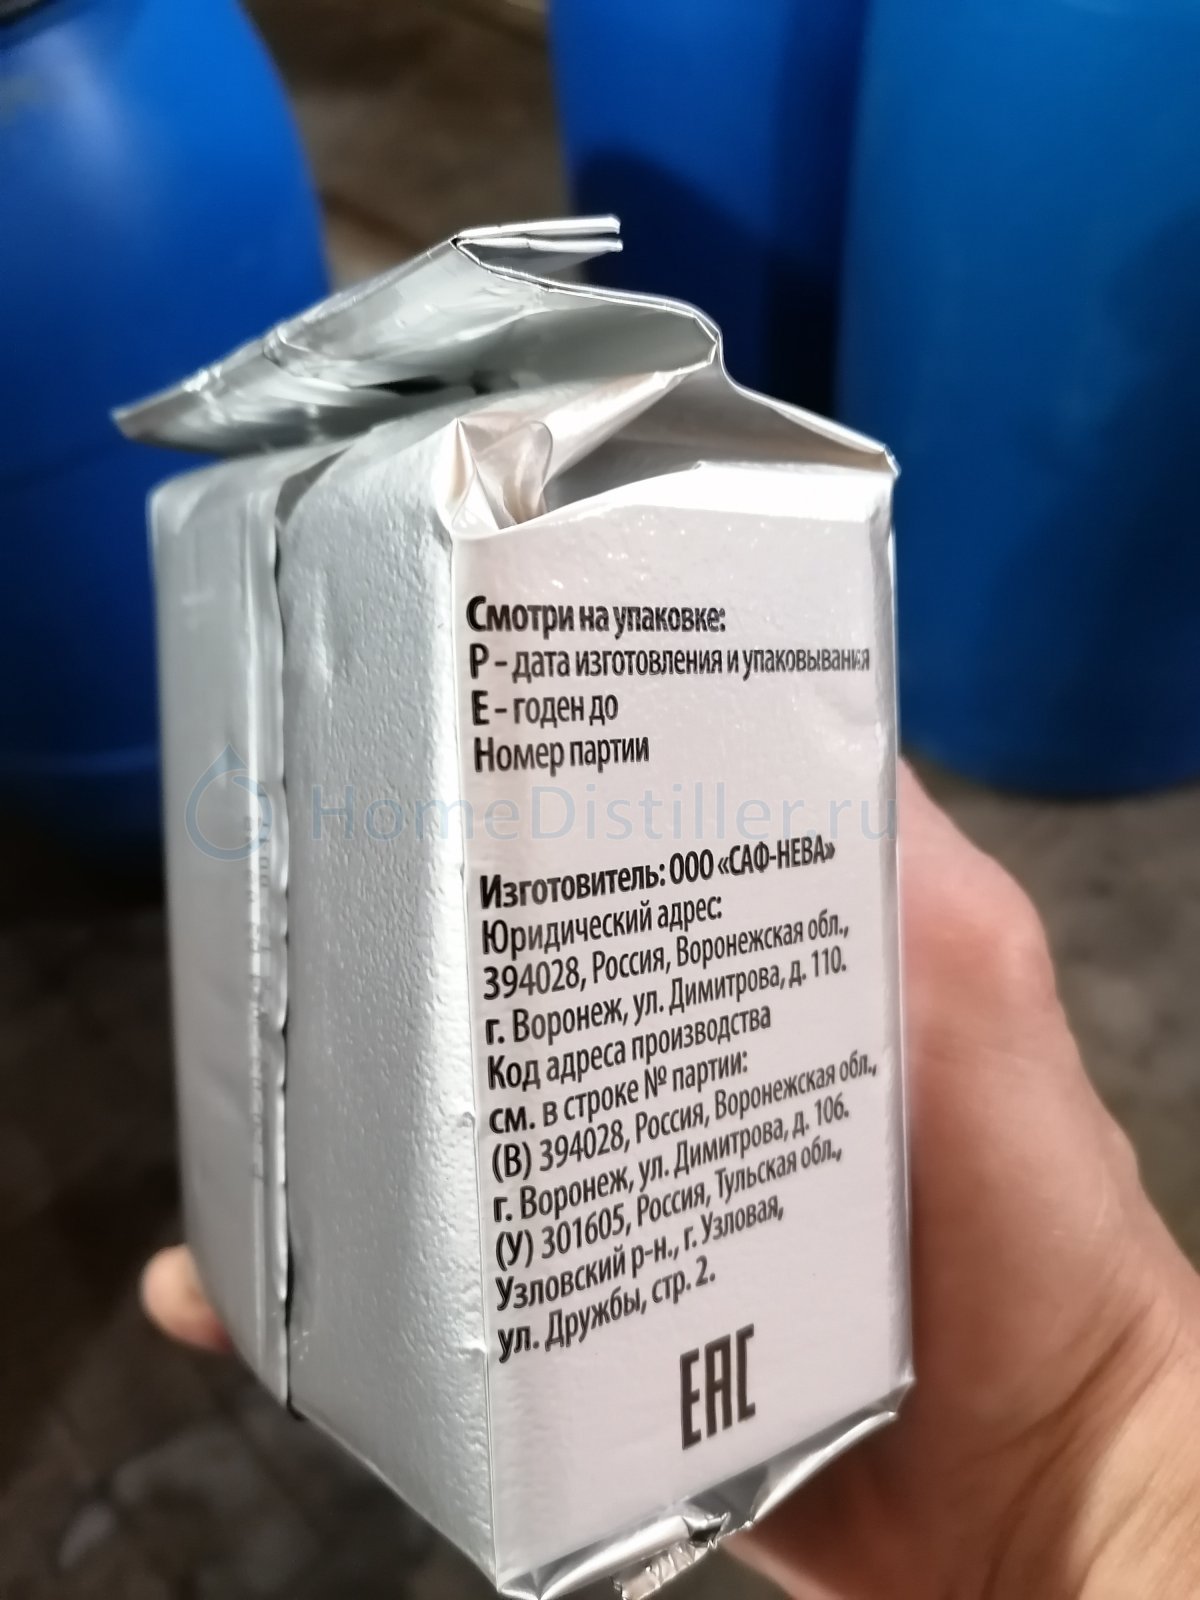 Смотри на упаковке:
P – дата изготовления и упаковывания
E – годен до
Номер партии
HomeDistiller.ru
Изготовитель: ООО «САФ-НЕВА»
Юридический адрес:
394028, Россия, Воронежская обл.,
г. Воронеж, ул. Димитрова, д. 110.
Код адреса производства
см. в строке № партии:
(В) 394028, Россия, Воронежская обл.,
г. Воронеж, ул. Димитрова, д. 106.
(У) 301605, Россия, Тульская обл.,
Узловский р-н., г. Узловая,
ул. Дружбы, стр. 2.
EAC